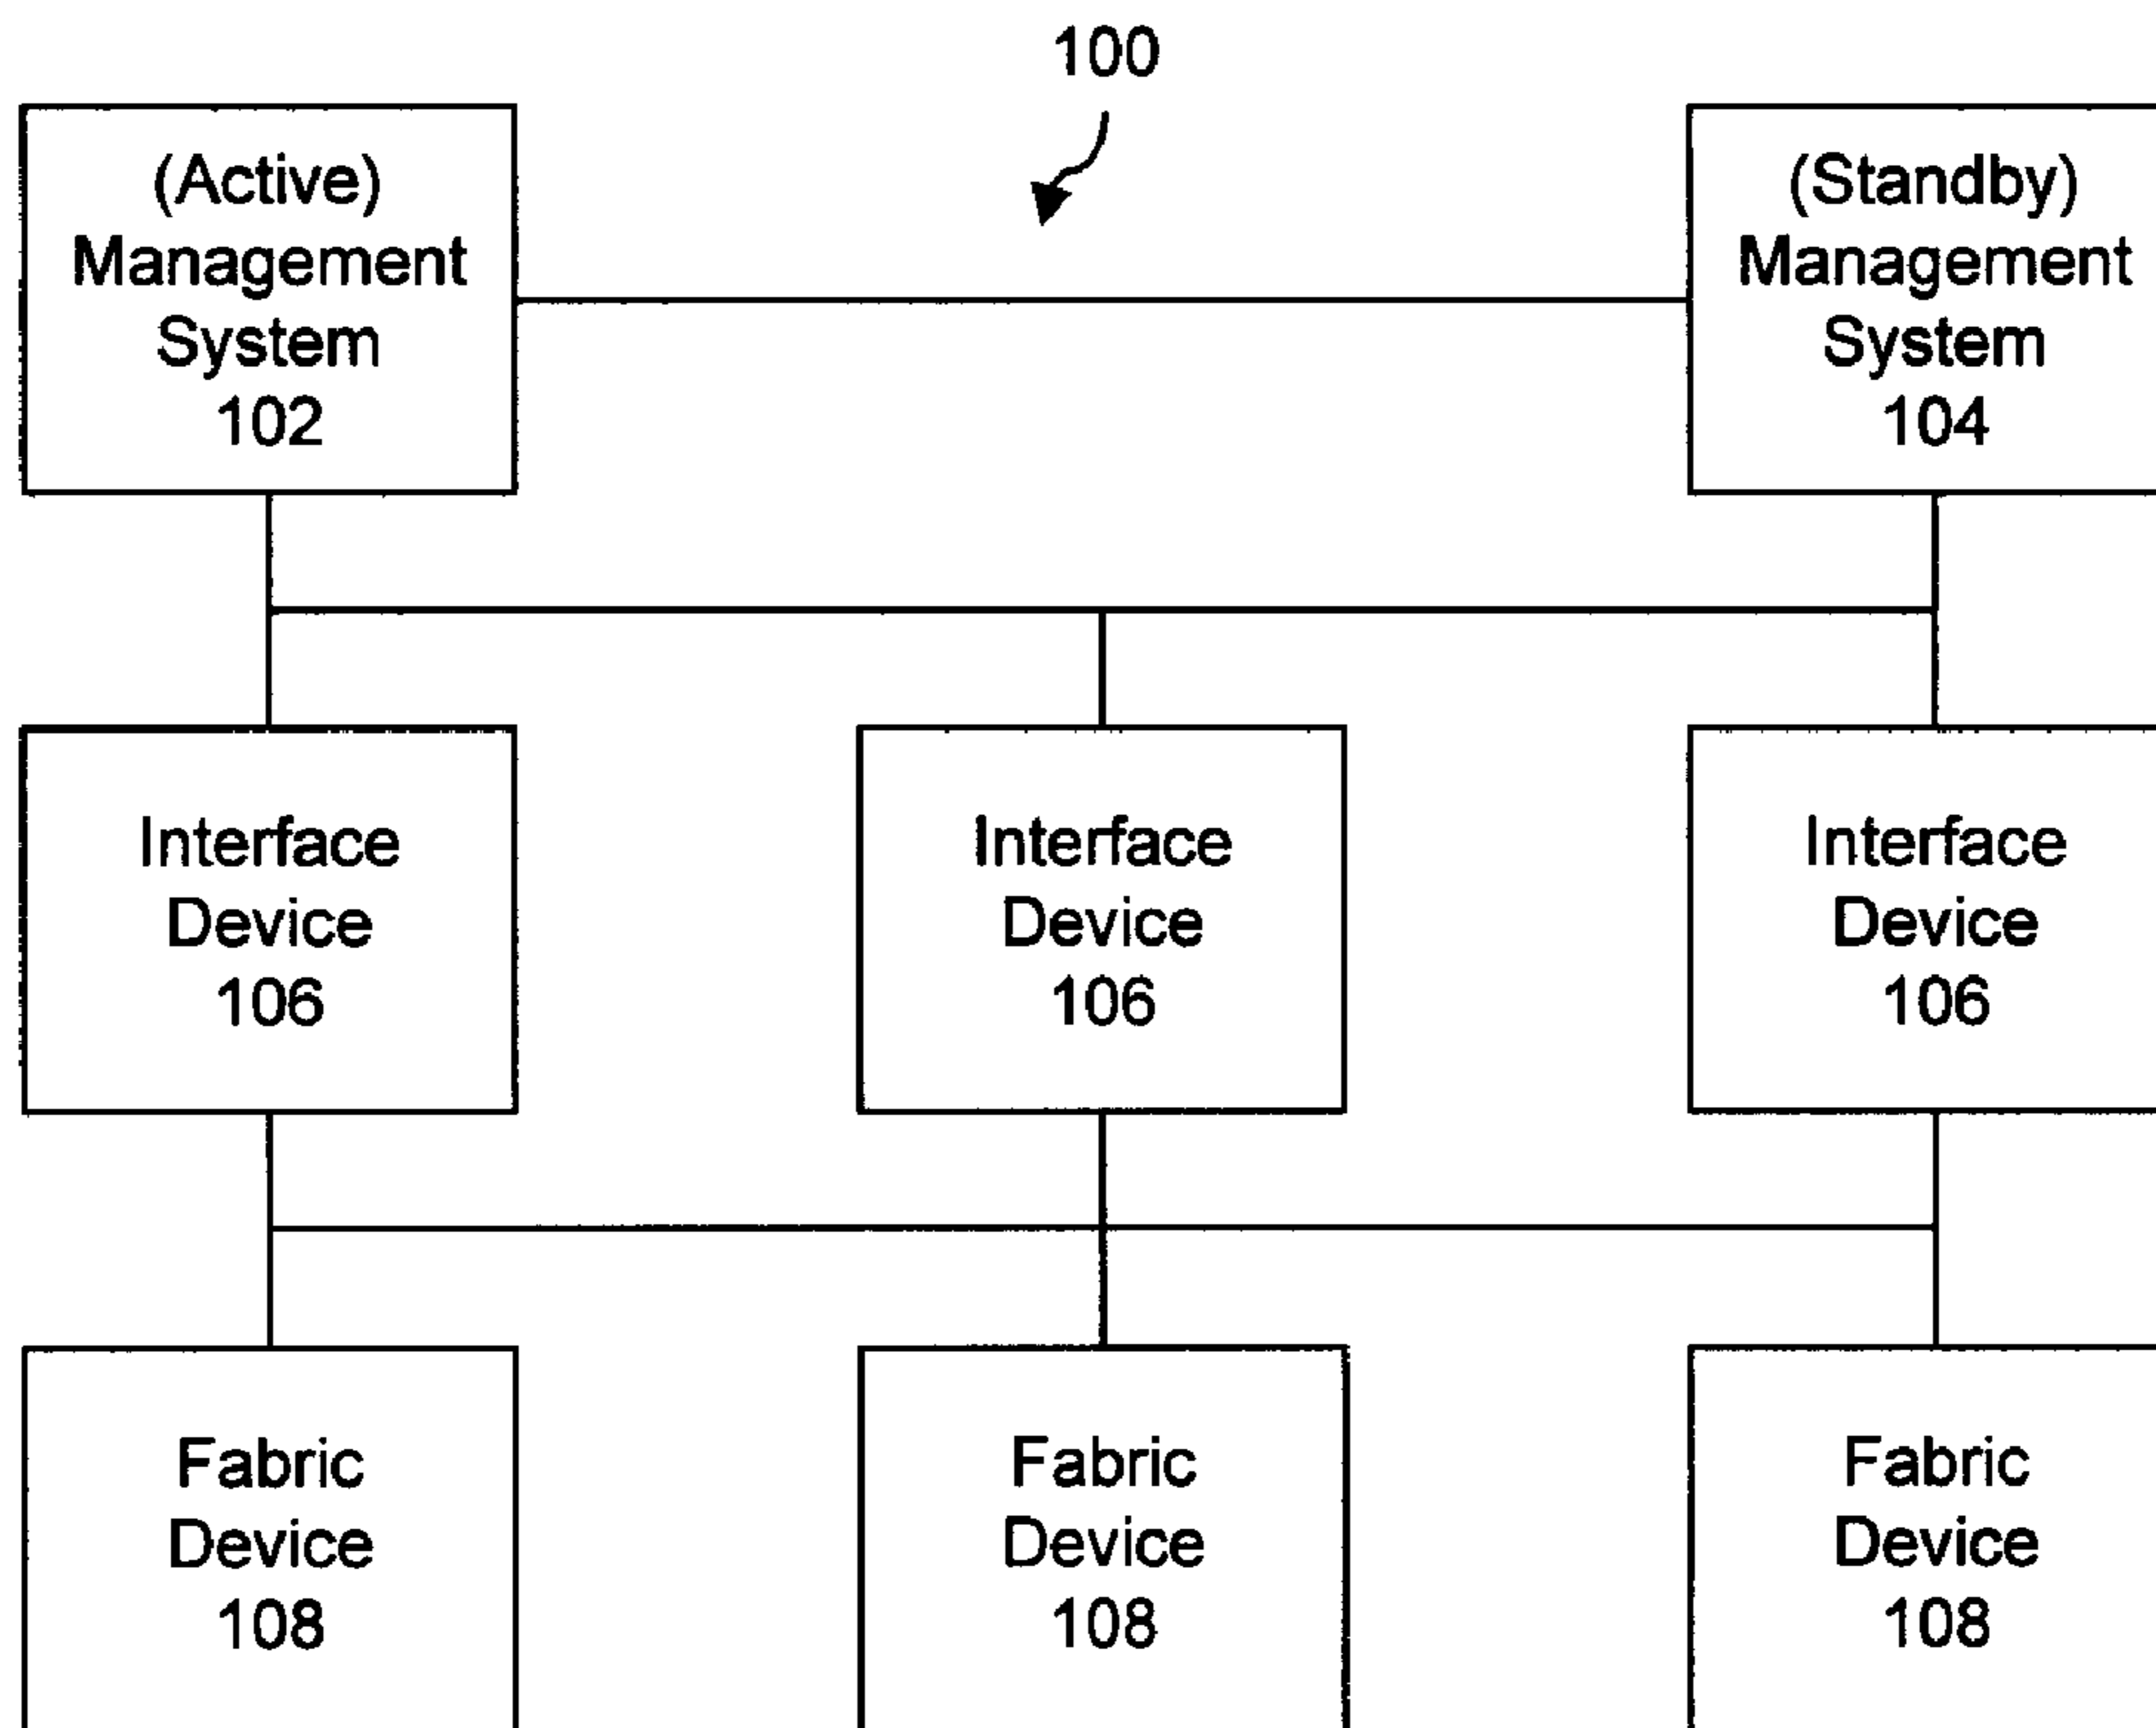 100
(Active)
Management
System
102
(Standby)
Management
System
104
Interface
Device
106
Interface
Device
106
Interface
Device
106
Fabric
Device
108
Fabric
Device
108
Fabric
Device
108